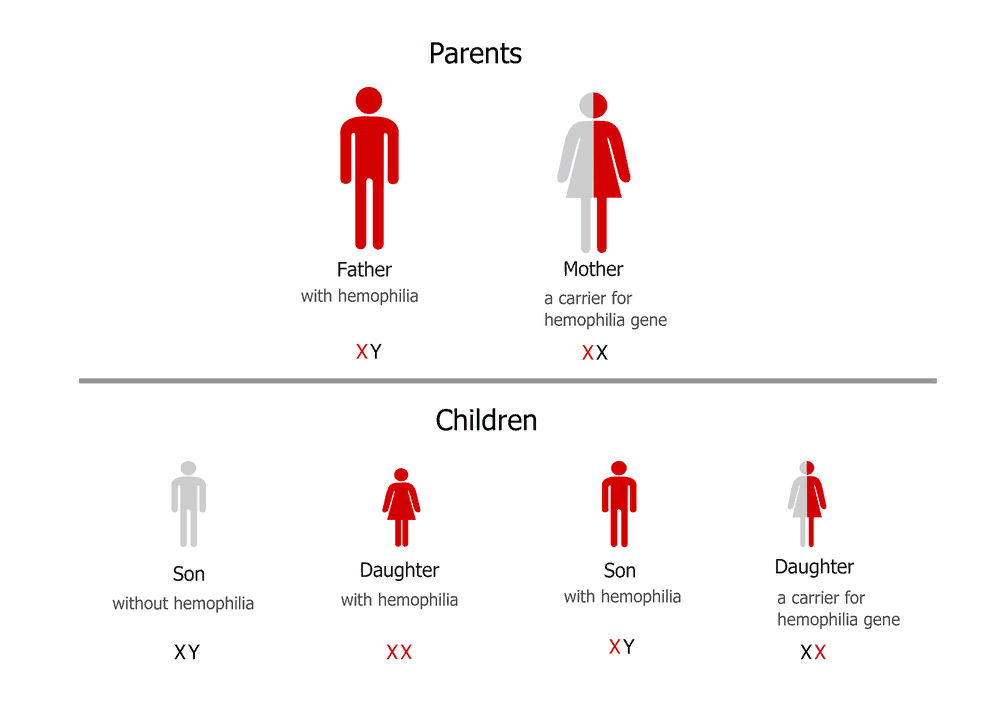 Parents
Father
with hemophilia
XY
Mother
a carrier for
hemophilia gene
XX
Children
Son
without hemophilia
XY
Daughter
with hemophilia
XX
Son
with hemophilia
XY
Daughter
a carrier for
hemophilia gene
XX